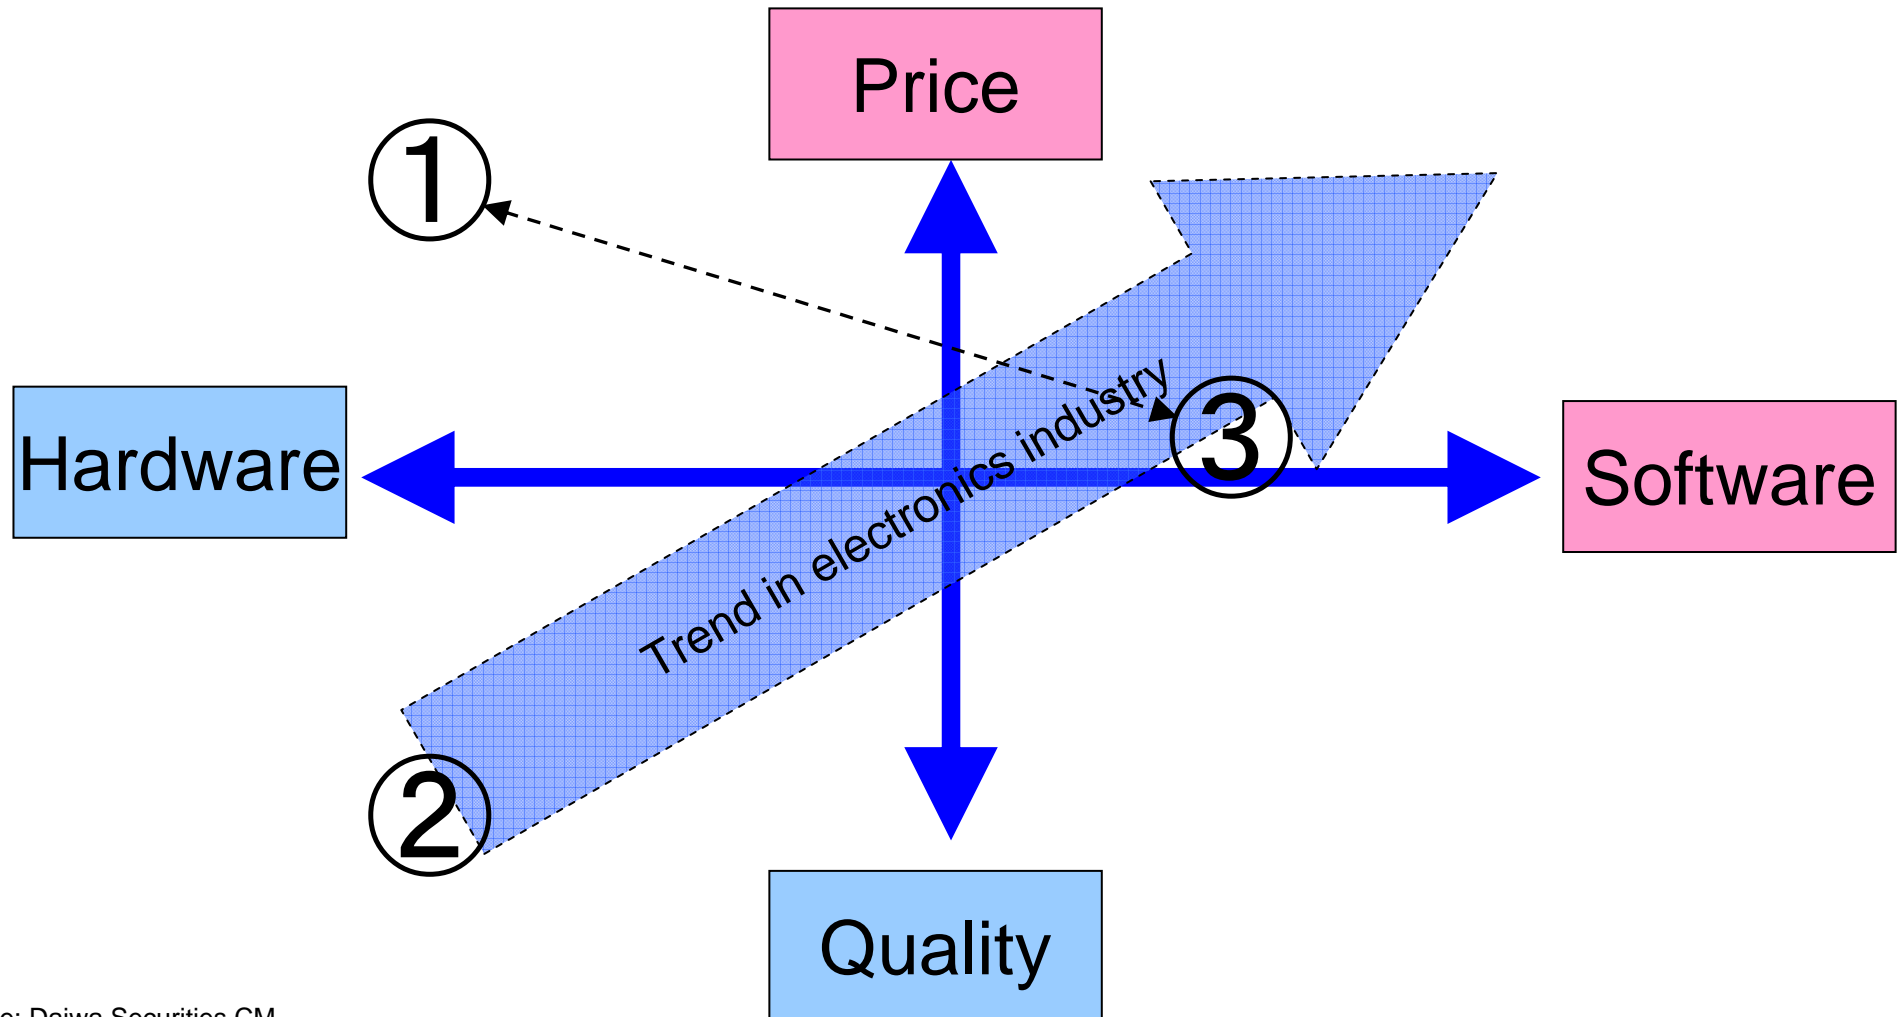 Price
①
Trend in electronics industry
③
Hardware
Software
②
Quality
e: Daiwa Securities CM